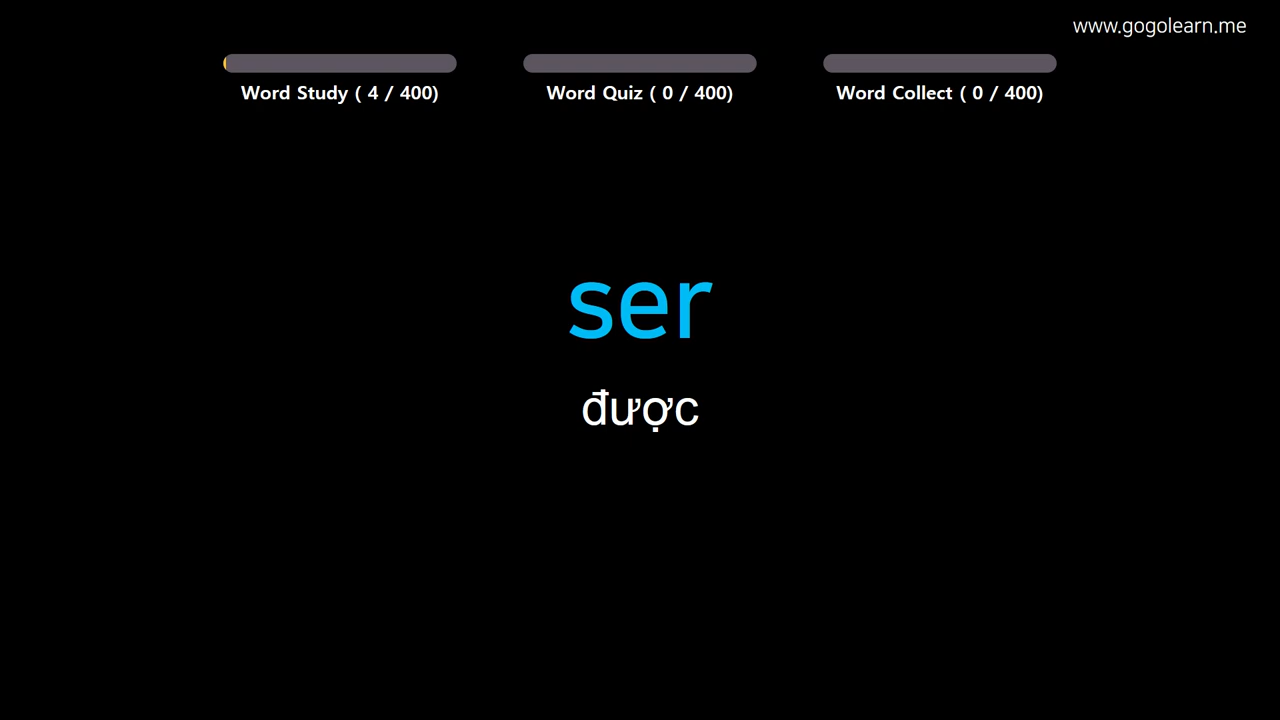 www.gogolearn.me
Word Study ( 4 / 400)
Word Quiz ( 0 / 400)
Word Collect ( 0 / 400)
ser
được